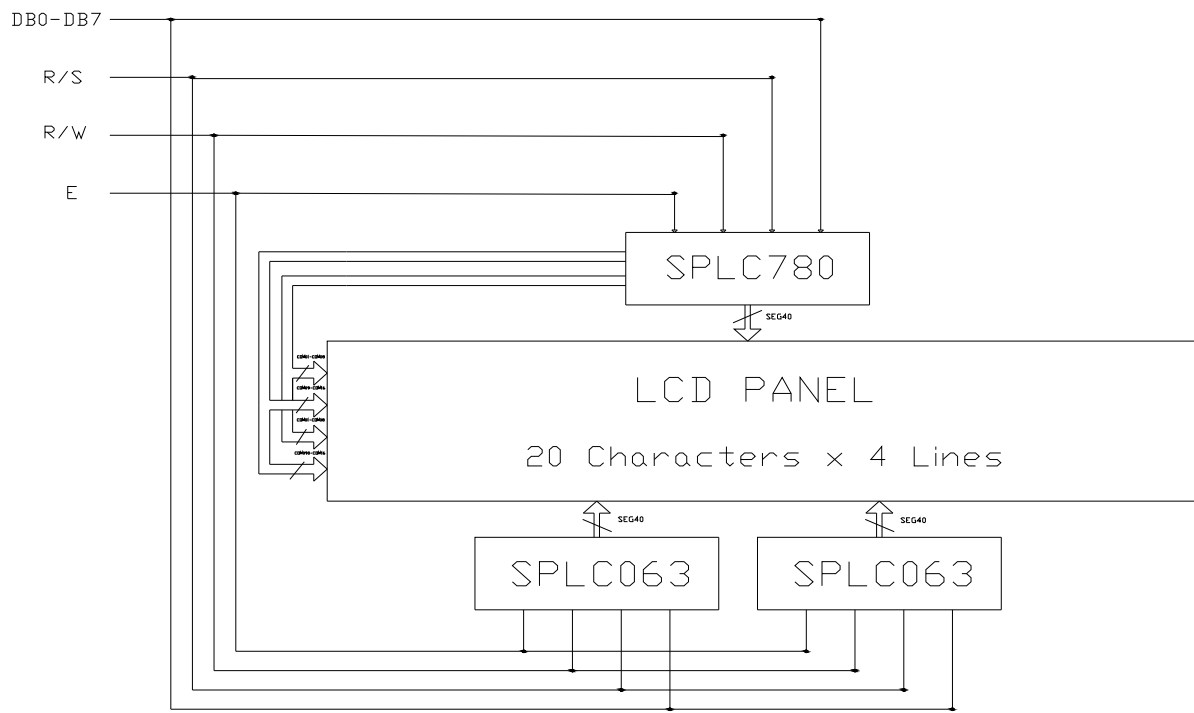 DB0-DB7
R/S
R/W
E
SPLC780
SEG40
LCD PANEL
20 Characters x 4 Lines
SEG40
SEG40
SPLC063
SPLC063